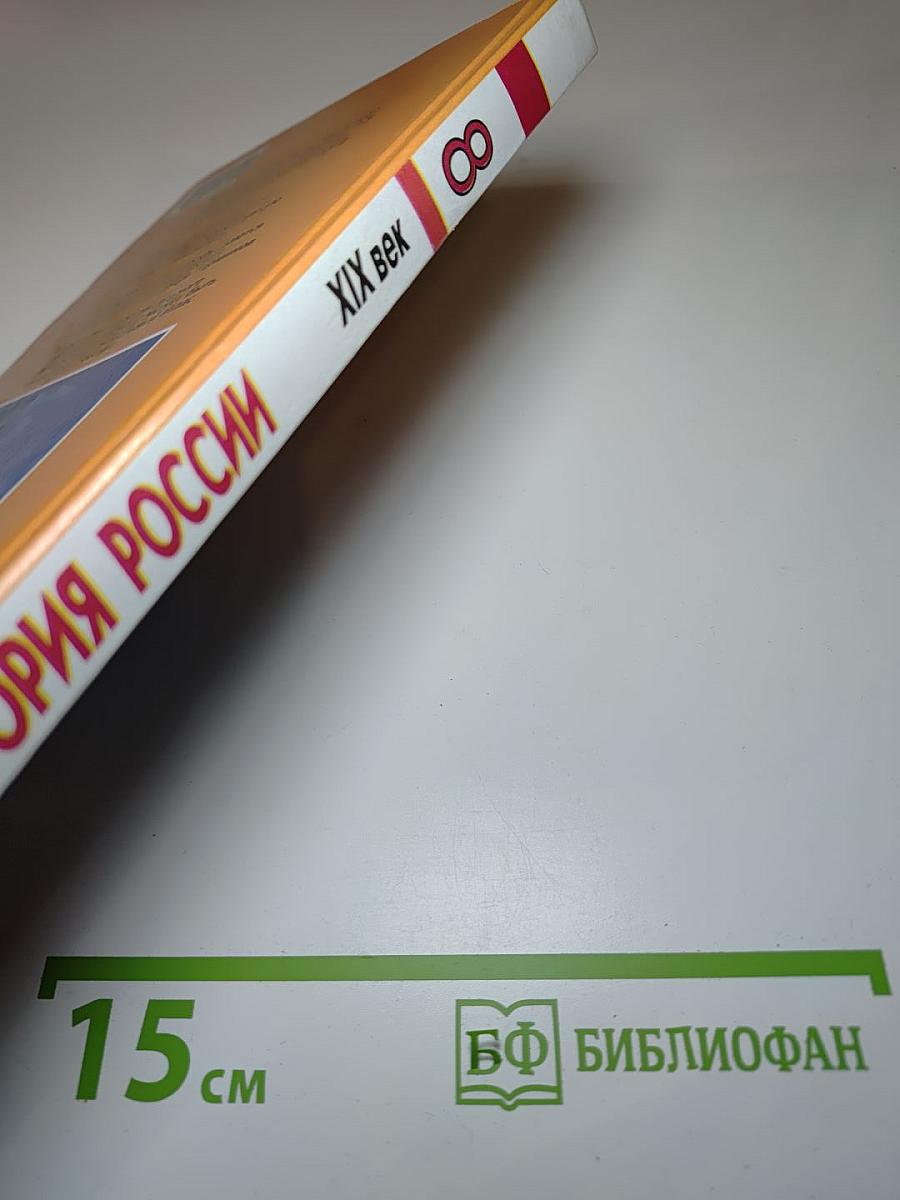 ОРИЯ РОССИИ
XIX век
8
15 см
БФ БИБЛИОФАН